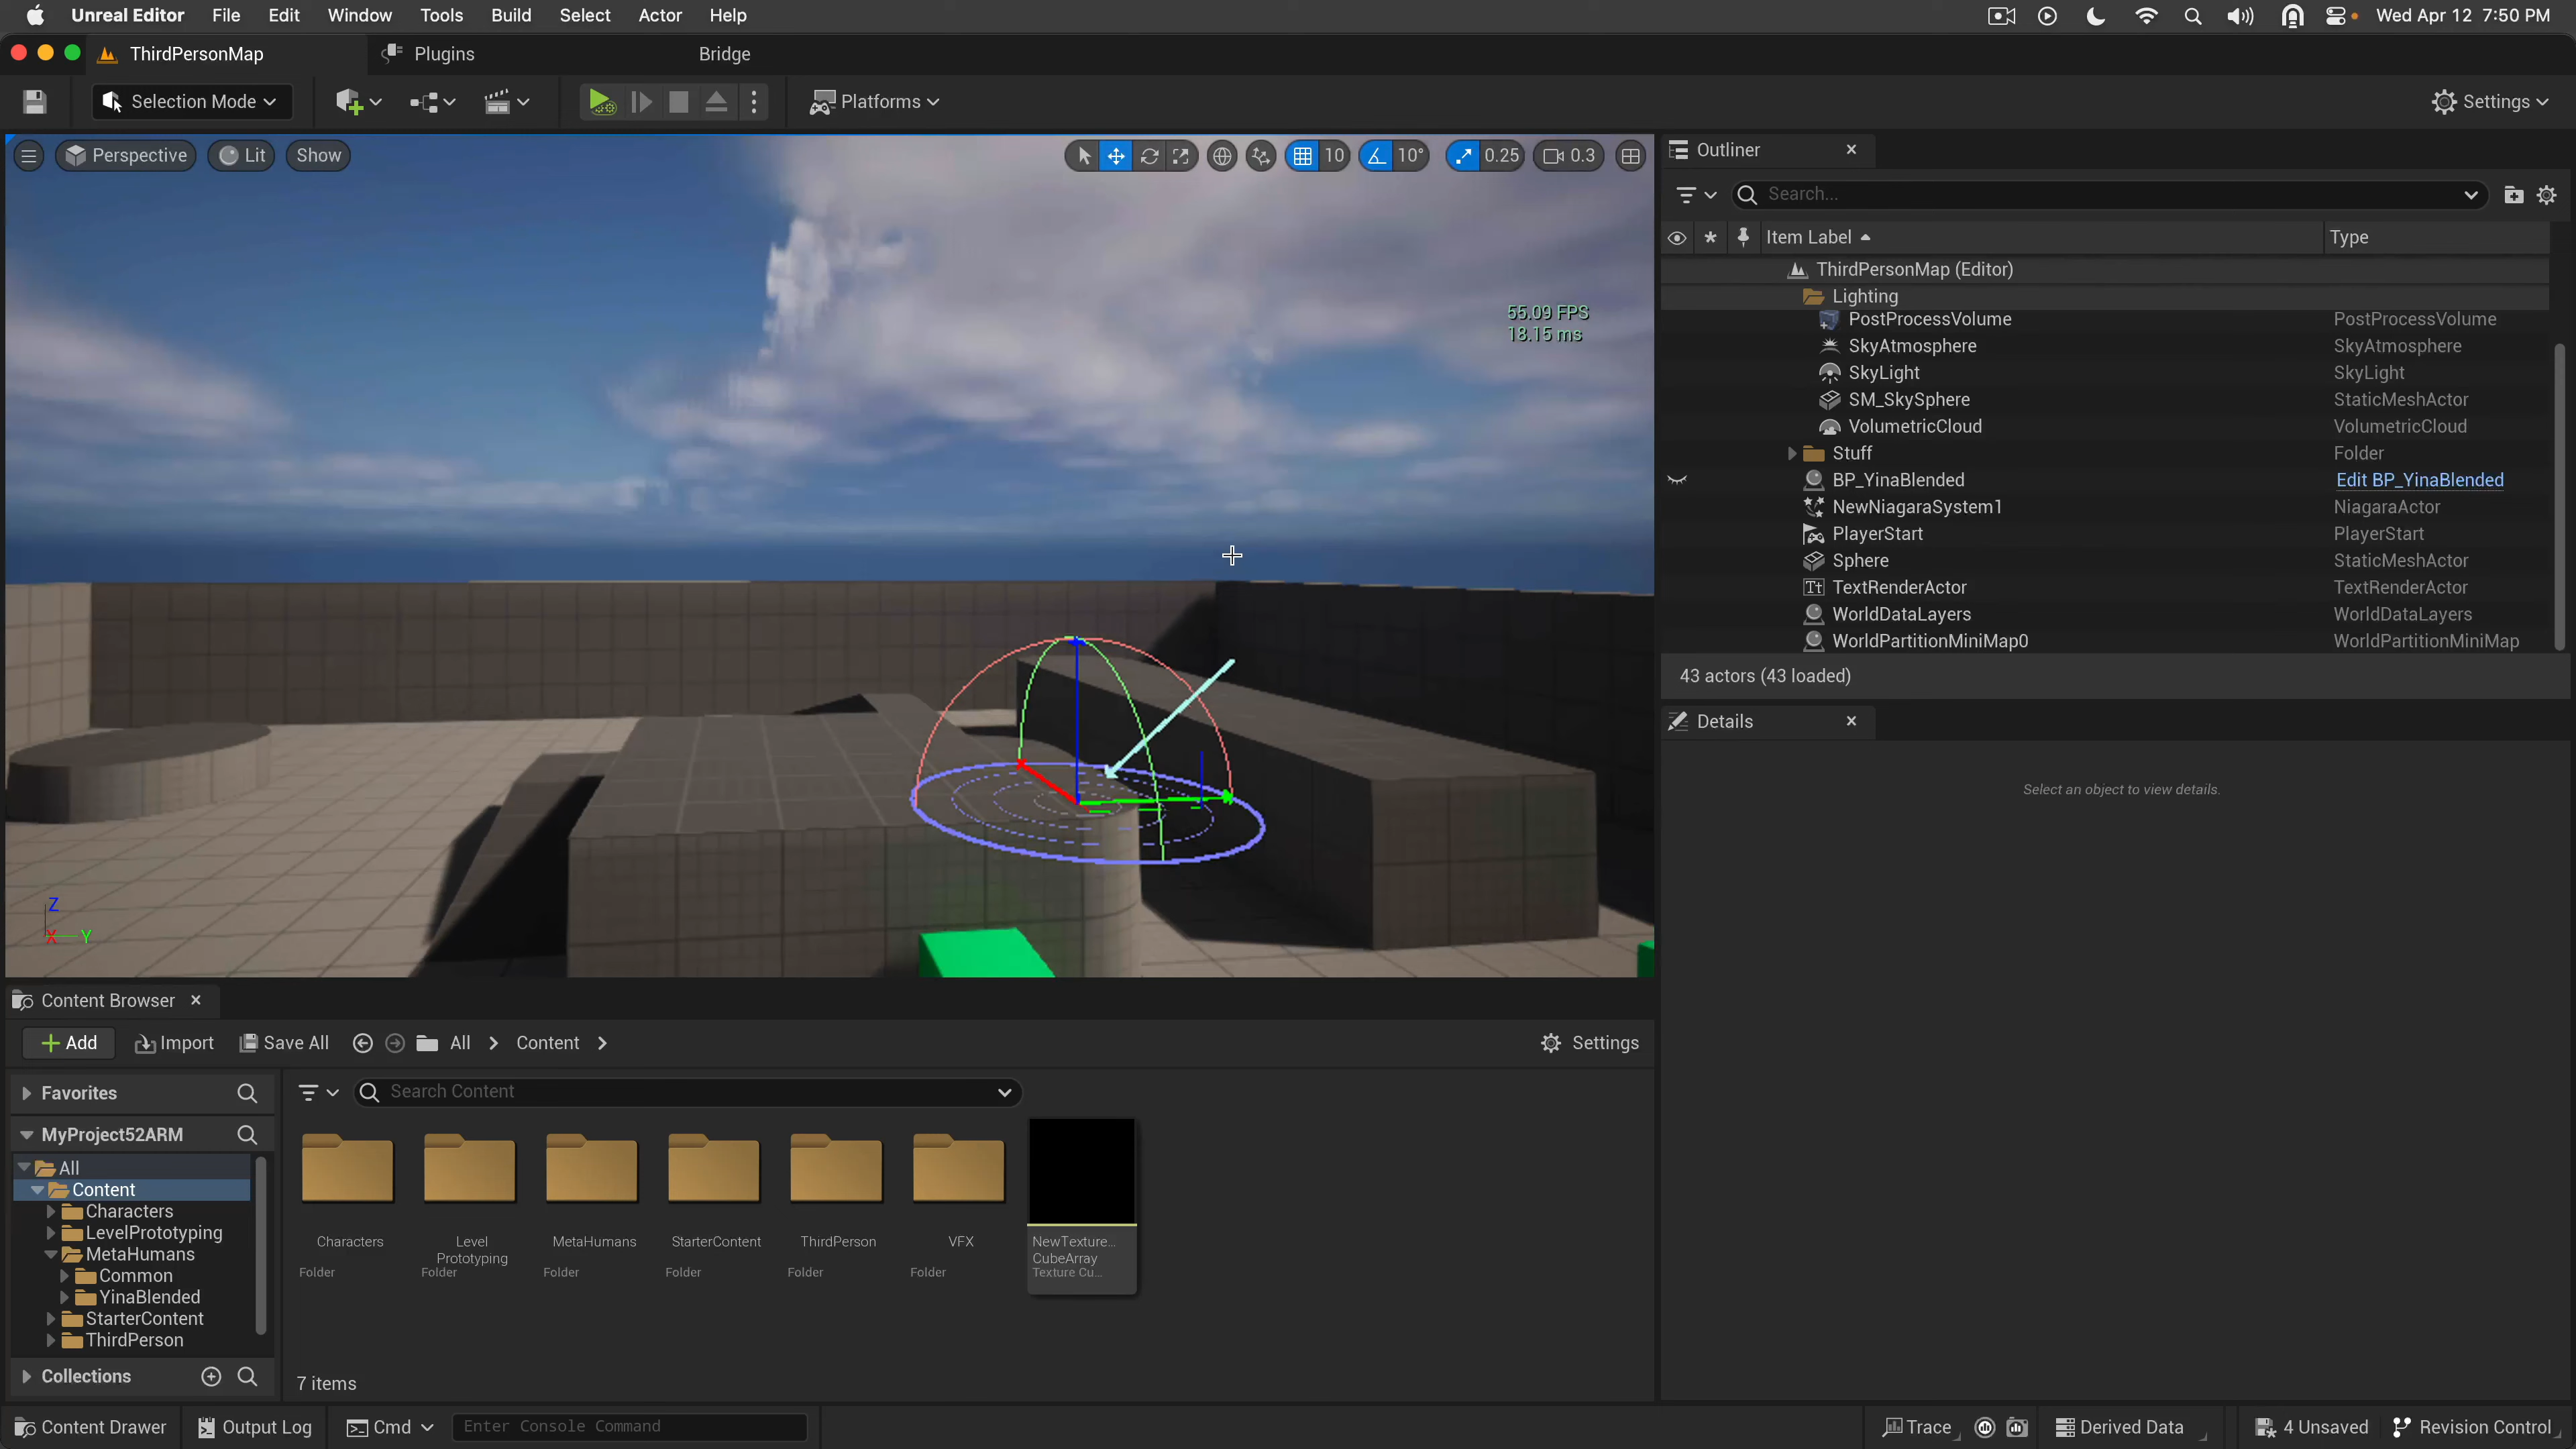 Unreal Editor File Edit Window Tools Build Select Actor Help Wed Apr 12 7:50 PM
ThirdPersonMap Plugins Bridge
Selection Mode Platforms Settings
Perspective Lit Show 10 10° 0.25 0.3
55.09 FPS
18.15 ms
Z
X Y
Outliner
Search...
Item Label Type
ThirdPersonMap (Editor)
Lighting
PostProcessVolume PostProcessVolume
SkyAtmosphere SkyAtmosphere
SkyLight SkyLight
SM_SkySphere StaticMeshActor
VolumetricCloud VolumetricCloud
Stuff Folder
BP_YinaBlended Edit BP_YinaBlended
NewNiagaraSystem1 NiagaraActor
PlayerStart PlayerStart
Sphere StaticMeshActor
TextRenderActor TextRenderActor
WorldDataLayers WorldDataLayers
WorldPartitionMiniMap0 WorldPartitionMiniMap
43 actors (43 loaded)
Details
Select an object to view details.
Content Browser
Add Import Save All All Content Settings
Favorites
Search Content
MyProject52ARM
All
Content
Characters
LevelPrototyping
MetaHumans
Common
YinaBlended
StarterContent
ThirdPerson
Collections
Characters
Folder
Level
Prototyping
Folder
MetaHumans
Folder
StarterContent
Folder
ThirdPerson
Folder
VFX
Folder
NewTexture...
CubeArray
Texture Cu...
7 items
Content Drawer Output Log Cmd Enter Console Command Trace Derived Data 4 Unsaved Revision Control